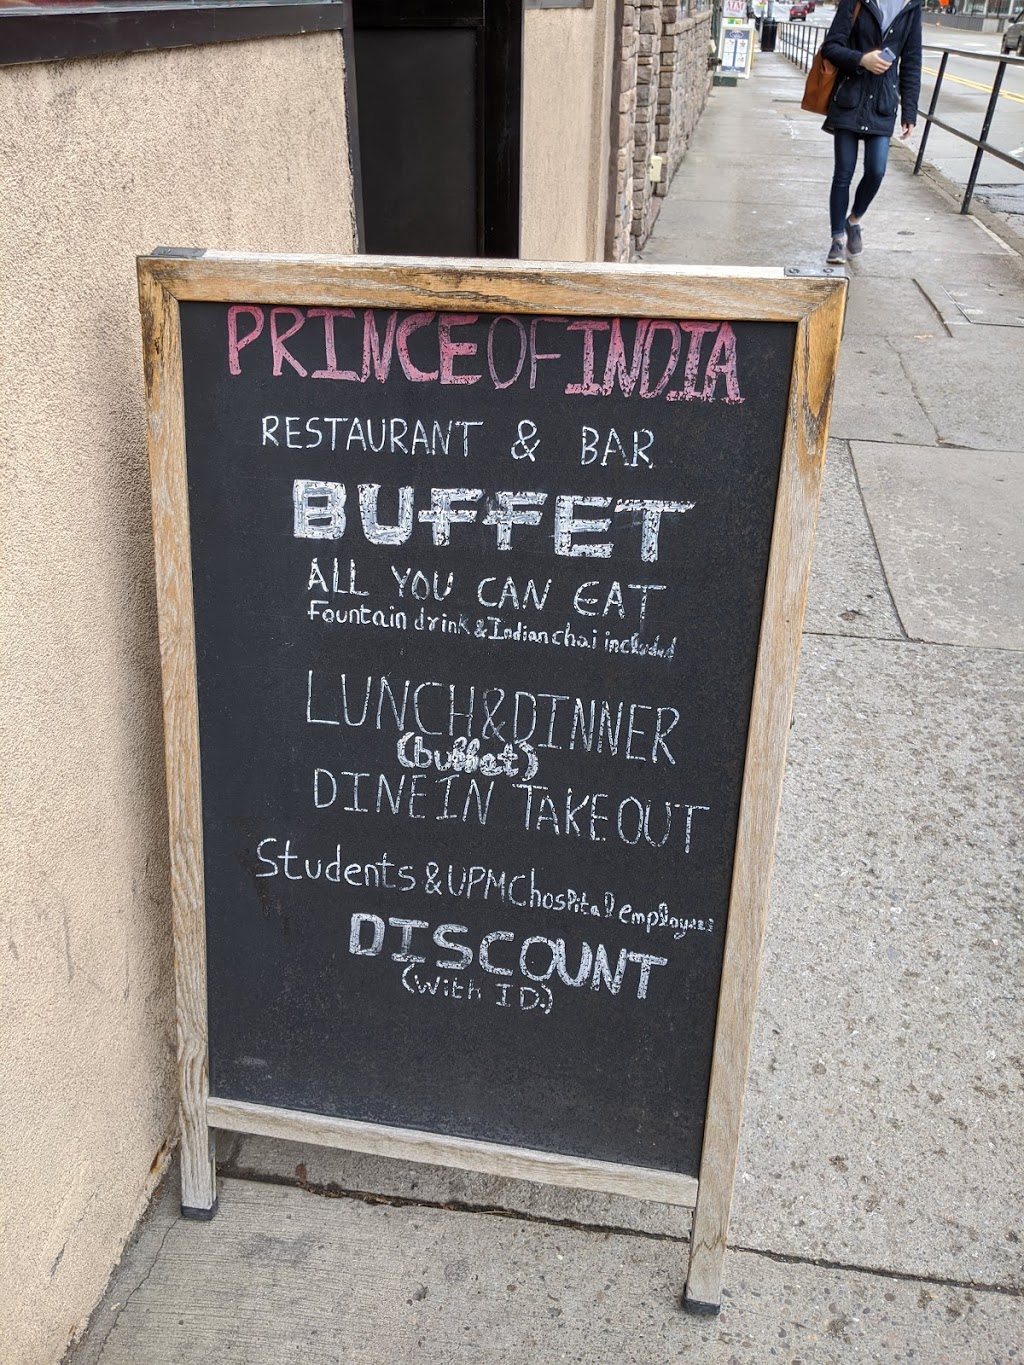 PRINCE OF INDIA
RESTAURANT & BAR
BUFFET
ALL YOU CAN EAT
Fountain drink & Indian chai included
LUNCH & DINNER
(buffet)
DINE IN TAKE OUT
Students & UPMC hospital employees
DISCOUNT
(with ID.)